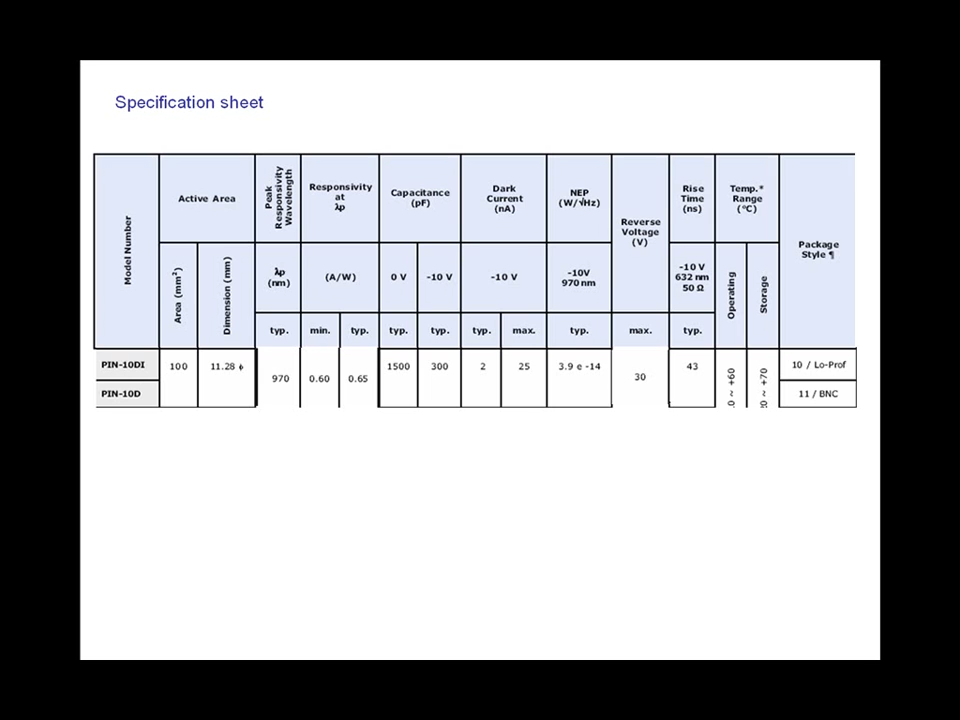 Specification sheet
Model Number
Active Area
Peak Responsivity Wavelength
Responsivity at λp
Capacitance (pF)
Dark Current (nA)
NEP (W/√Hz)
Reverse Voltage (V)
Rise Time (ns)
Temp.* Range (°C)
Package Style ¶
Area (mm²)
Dimension (mm)
λp (nm)
(A/W)
0 V
-10 V
-10 V
-10V 970 nm
-10 V 632 nm 50 Ω
Operating
Storage
typ.
min.
typ.
typ.
typ.
typ.
max.
typ.
max.
typ.
PIN-10DI
100
11.28 ϕ
970
0.60
0.65
1500
300
2
25
3.9 e -14
30
43
0 ~ +60
0 ~ +70
10 / Lo-Prof
PIN-10D
11 / BNC